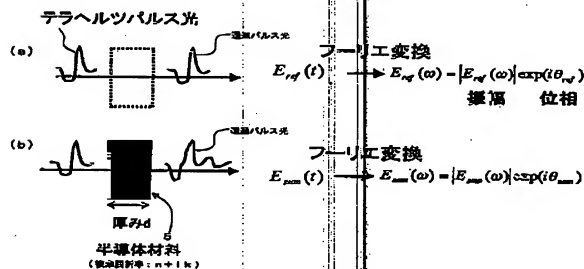 テラヘルツパルス光
(a)
透過パルス光
フーリエ変換
E_ref(t) → E_ref(ω) = |E_ref(ω)| exp(iθ_ref)
振幅 位相
(b)
透過パルス光
フーリエ変換
E_sam(t) → E_sam(ω) = |E_sam(ω)| exp(iθ_sam)
厚みd
5
半導体材料
(複素屈折率:n+ik)